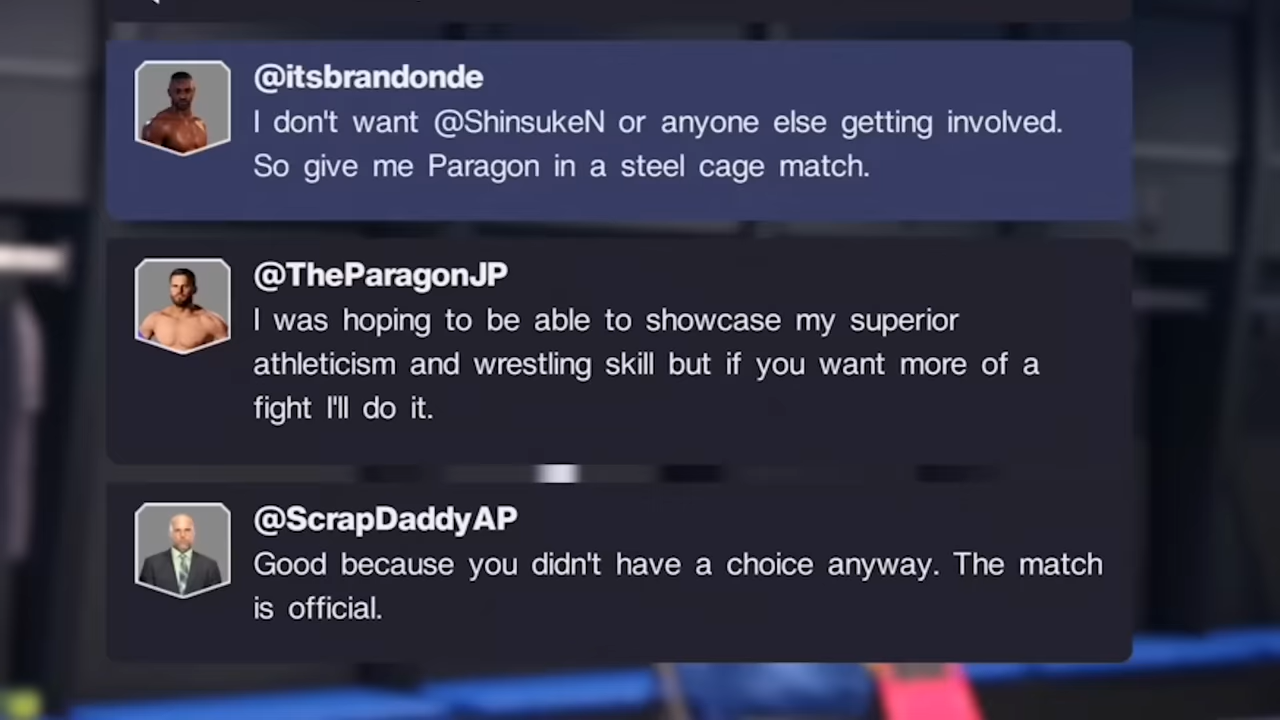 @itsbrandonde
I don't want @ShinsukeN or anyone else getting involved.
So give me Paragon in a steel cage match.
@TheParagonJP
I was hoping to be able to showcase my superior
athleticism and wrestling skill but if you want more of a
fight I'll do it.
@ScrapDaddyAP
Good because you didn't have a choice anyway. The match
is official.